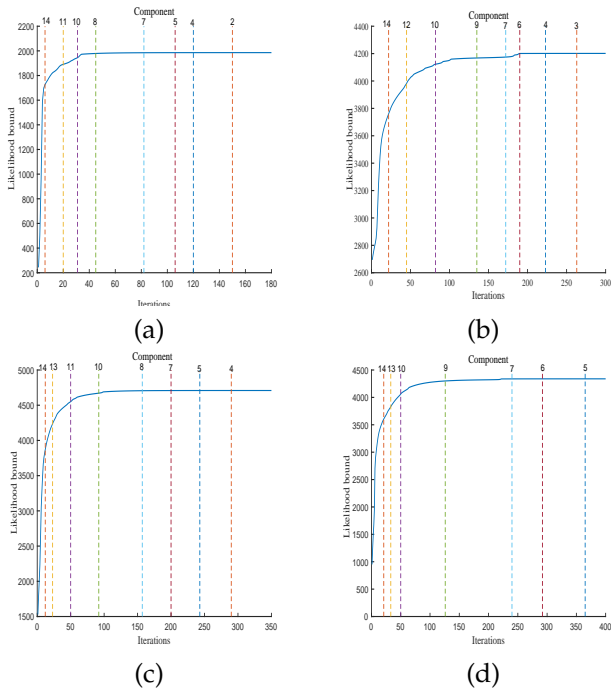 Component
14 11 10 8 7 5 4 2
2200
2000
1800
1600
1400
1200
1000
800
600
400
200
Likelihood bound
0 20 40 60 80 100 120 140 160 180
Iterations
(a)
Component
14 12 10 9 7 6 4 3
4400
4200
4000
3800
3600
3400
3200
3000
2800
2600
Likelihood bound
0 50 100 150 200 250 300
Iterations
(b)
Component
14 13 11 10 8 7 5 4
5000
4500
4000
3500
3000
2500
2000
1500
Likelihood bound
0 50 100 150 200 250 300 350
Iterations
(c)
Component
14 13 10 9 7 6 5
4500
4000
3500
3000
2500
2000
1500
1000
500
0
Likelihood bound
0 50 100 150 200 250 300 350 400
Iterations
(d)